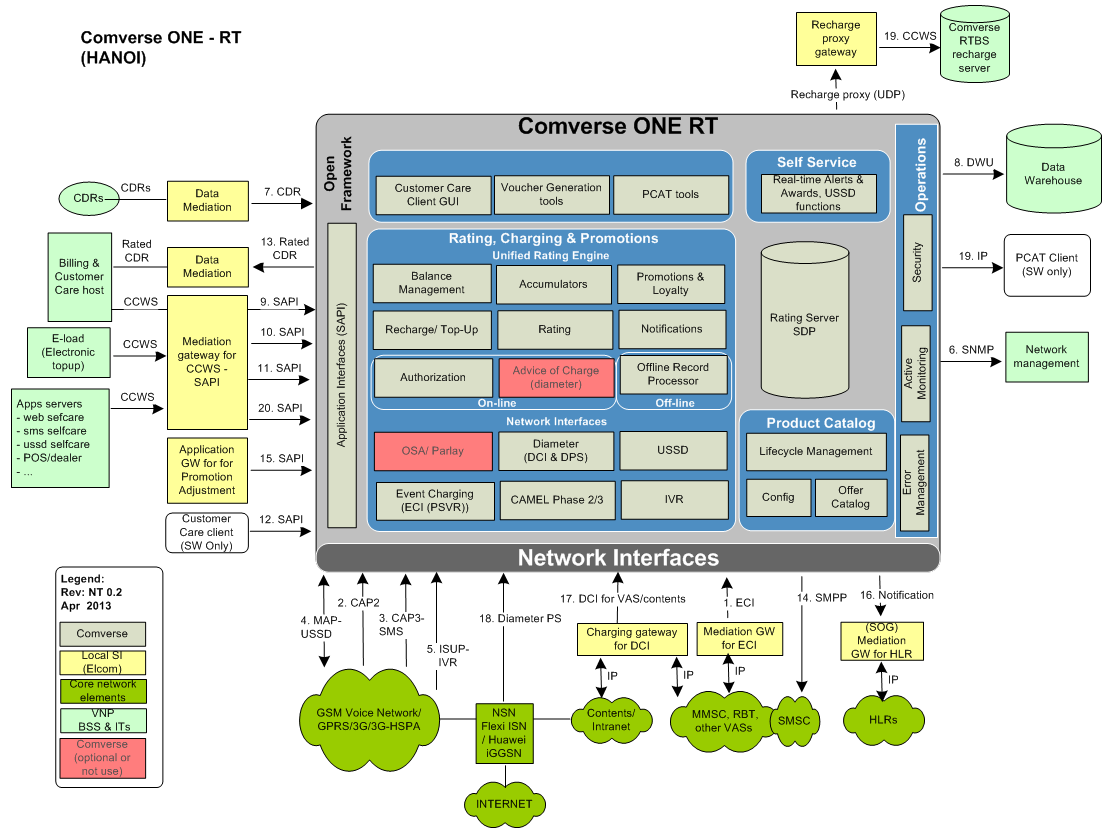 Comverse ONE - RT
(HANOI)
Recharge
proxy
gateway
19. CCWS
Comverse
RTBS
recharge
server
Recharge proxy (UDP)
Comverse ONE RT
Open
Framework
Application Interfaces (SAPI)
Customer Care
Client GUI
Voucher Generation
tools
PCAT tools
Self Service
Real-time Alerts &
Awards, USSD
functions
Operations
Security
Active
Monitoring
Error
Management
Rating, Charging & Promotions
Unified Rating Engine
Balance
Management
Accumulators
Promotions &
Loyalty
Recharge/ Top-Up
Rating
Notifications
Authorization
Advice of Charge
(diameter)
Offline Record
Processor
On-line
Off-line
Network Interfaces
OSA/ Parlay
Diameter
(DCI & DPS)
USSD
Event Charging
(ECI (PSVR))
CAMEL Phase 2/3
IVR
Rating Server
SDP
Product Catalog
Lifecycle Management
Config
Offer
Catalog
Network Interfaces
CDRs
CDRs
Data
Mediation
7. CDR
Billing &
Customer
Care host
Rated
CDR
Data
Mediation
13. Rated
CDR
CCWS
Mediation
gateway for
CCWS -
SAPI
9. SAPI
E-load
(Electronic
topup)
CCWS
10. SAPI
11. SAPI
Apps servers
- web sefcare
- sms selfcare
- ussd selfcare
- POS/dealer
- ...
CCWS
20. SAPI
Application
GW for for
Promotion
Adjustment
15. SAPI
Customer
Care client
(SW Only)
12. SAPI
8. DWU
Data
Warehouse
19. IP
PCAT Client
(SW only)
6. SNMP
Network
management
Legend:
Rev: NT 0.2
Apr 2013
Comverse
Local SI
(Elcom)
Core network
elements
VNP
BSS & ITs
Comverse
(optional or
not use)
4. MAP-
USSD
2. CAP2
3. CAP3-
SMS
5. ISUP-
IVR
18. Diameter PS
17. DCI for VAS/contents
1. ECI
14. SMPP
16. Notification
Charging gateway
for DCI
Mediation GW
for ECI
(SOG)
Mediation
GW for HLR
IP
IP
IP
IP
GSM Voice Network/
GPRS/3G/3G-HSPA
NSN
Flexi ISN
/ Huawei
iGGSN
Contents/
Intranet
MMSC, RBT,
other VASs
SMSC
HLRs
INTERNET